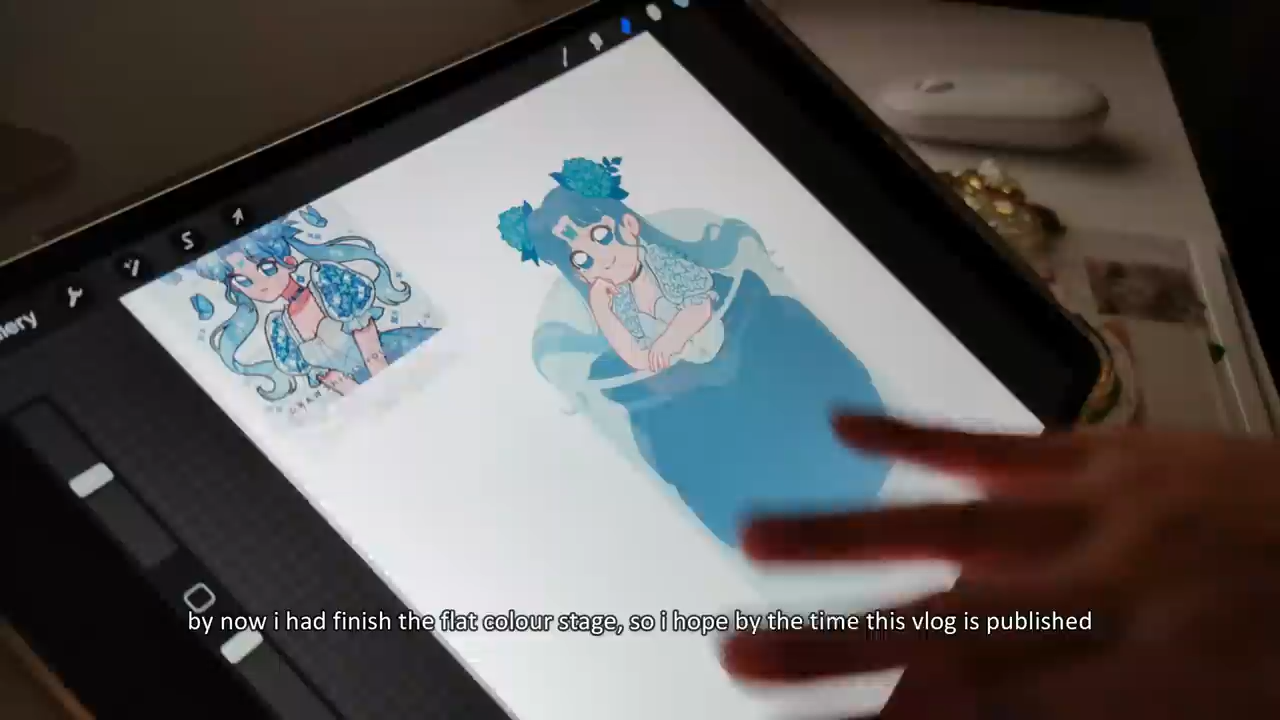 by now i had finish the flat colour stage, so i hope by the time this vlog is published